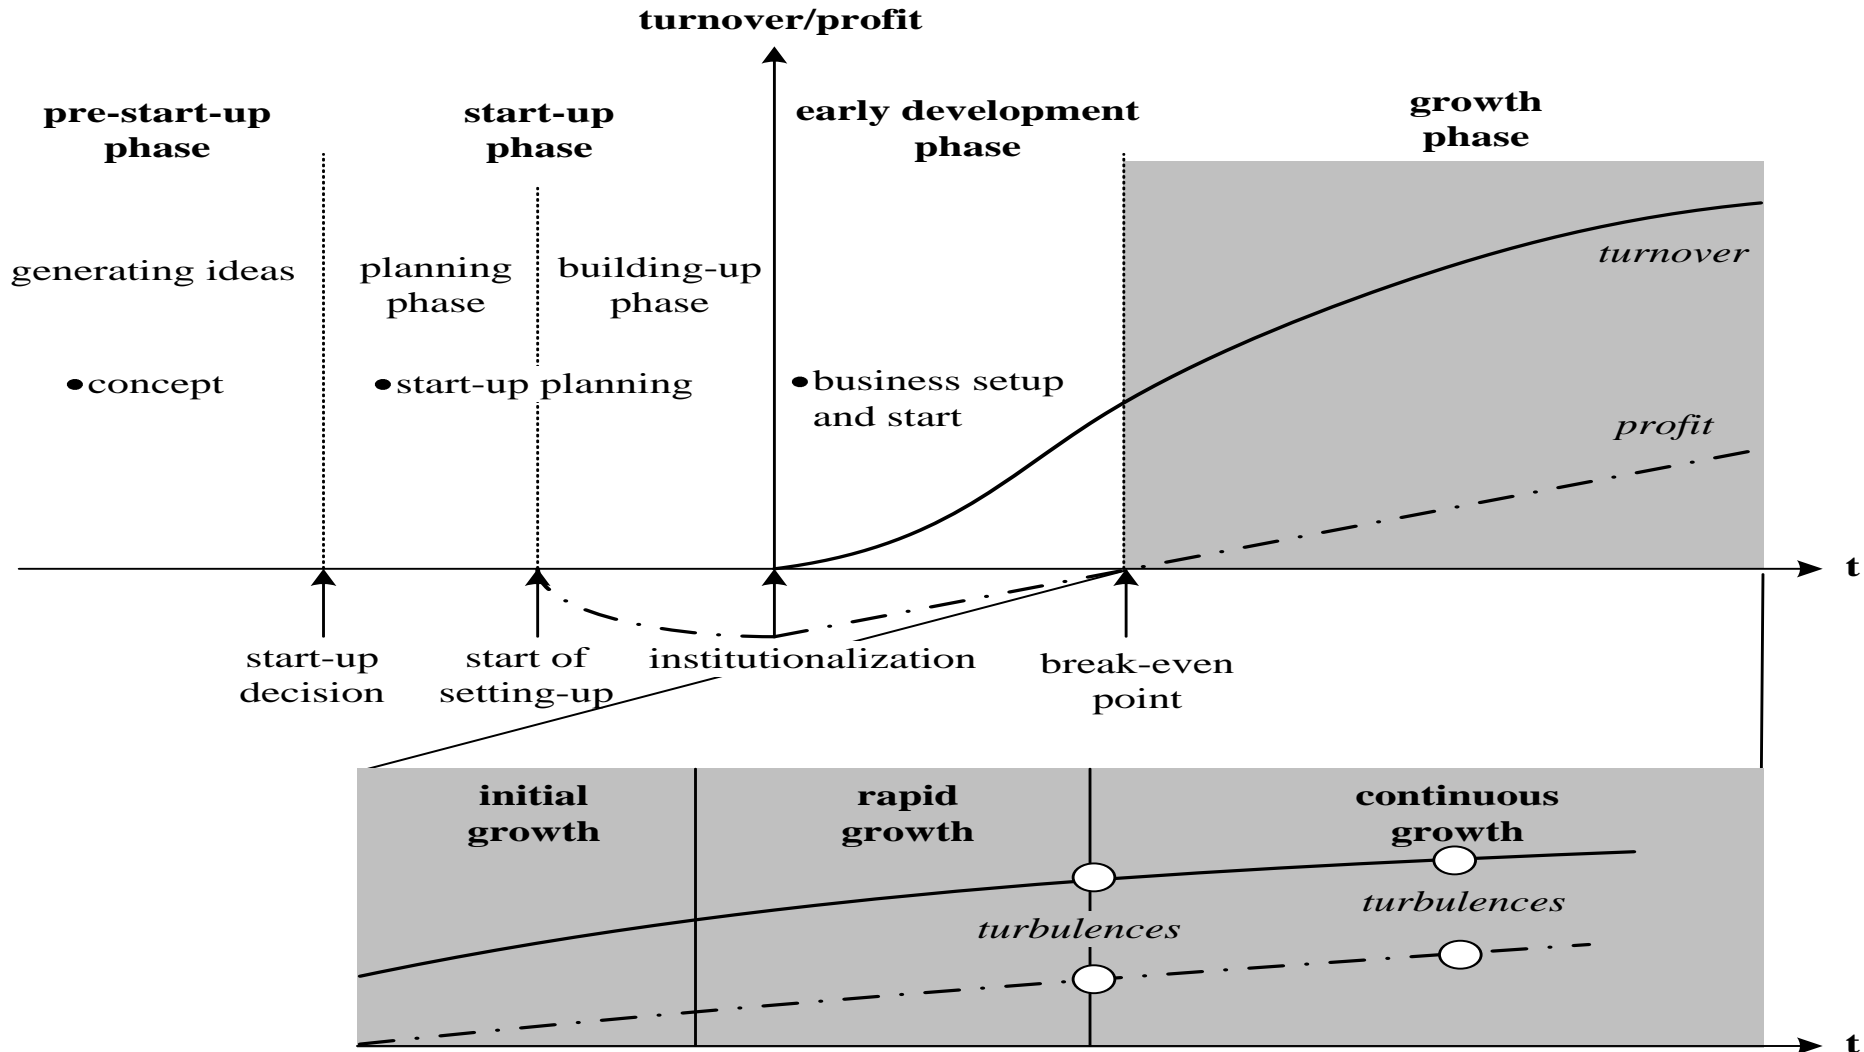 turnover/profit
pre-start-up
phase
start-up
phase
early development
phase
growth
phase
generating ideas
planning
phase
building-up
phase
turnover
•concept
•start-up planning
•business setup
and start
profit
t
start-up
decision
start of
setting-up
institutionalization
break-even
point
initial
growth
rapid
growth
continuous
growth
turbulences
turbulences
t